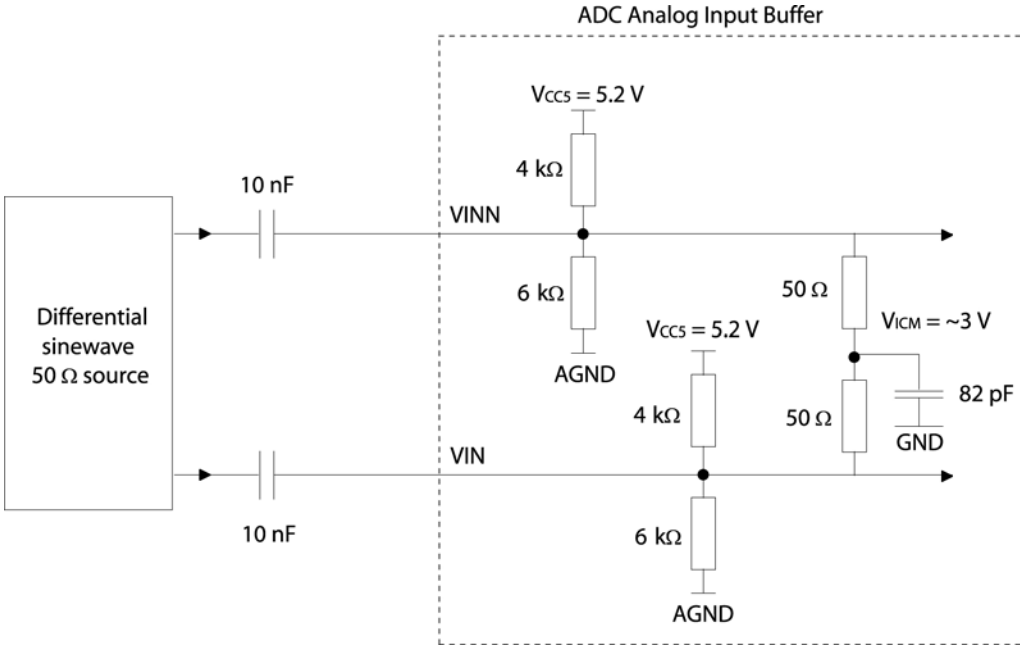 ADC Analog Input Buffer
VCC5 = 5.2 V
4 kΩ
10 nF
VINN
6 kΩ
AGND
Differential
sinewave
50 Ω source
VCC5 = 5.2 V
4 kΩ
50 Ω
VICM = ~3 V
50 Ω
82 pF
GND
VIN
10 nF
6 kΩ
AGND